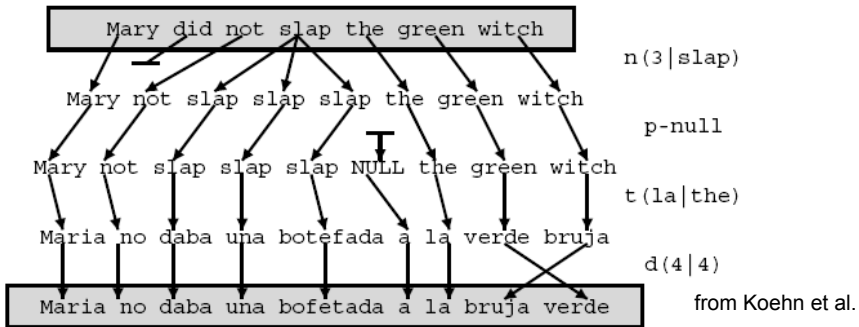 Mary did not slap the green witch
n(3|slap)
Mary not slap slap slap the green witch
p-null
Mary not slap slap slap NULL the green witch
t(la|the)
Maria no daba una botefada a la verde bruja
d(4|4)
Maria no daba una bofetada a la bruja verde
from Koehn et al.